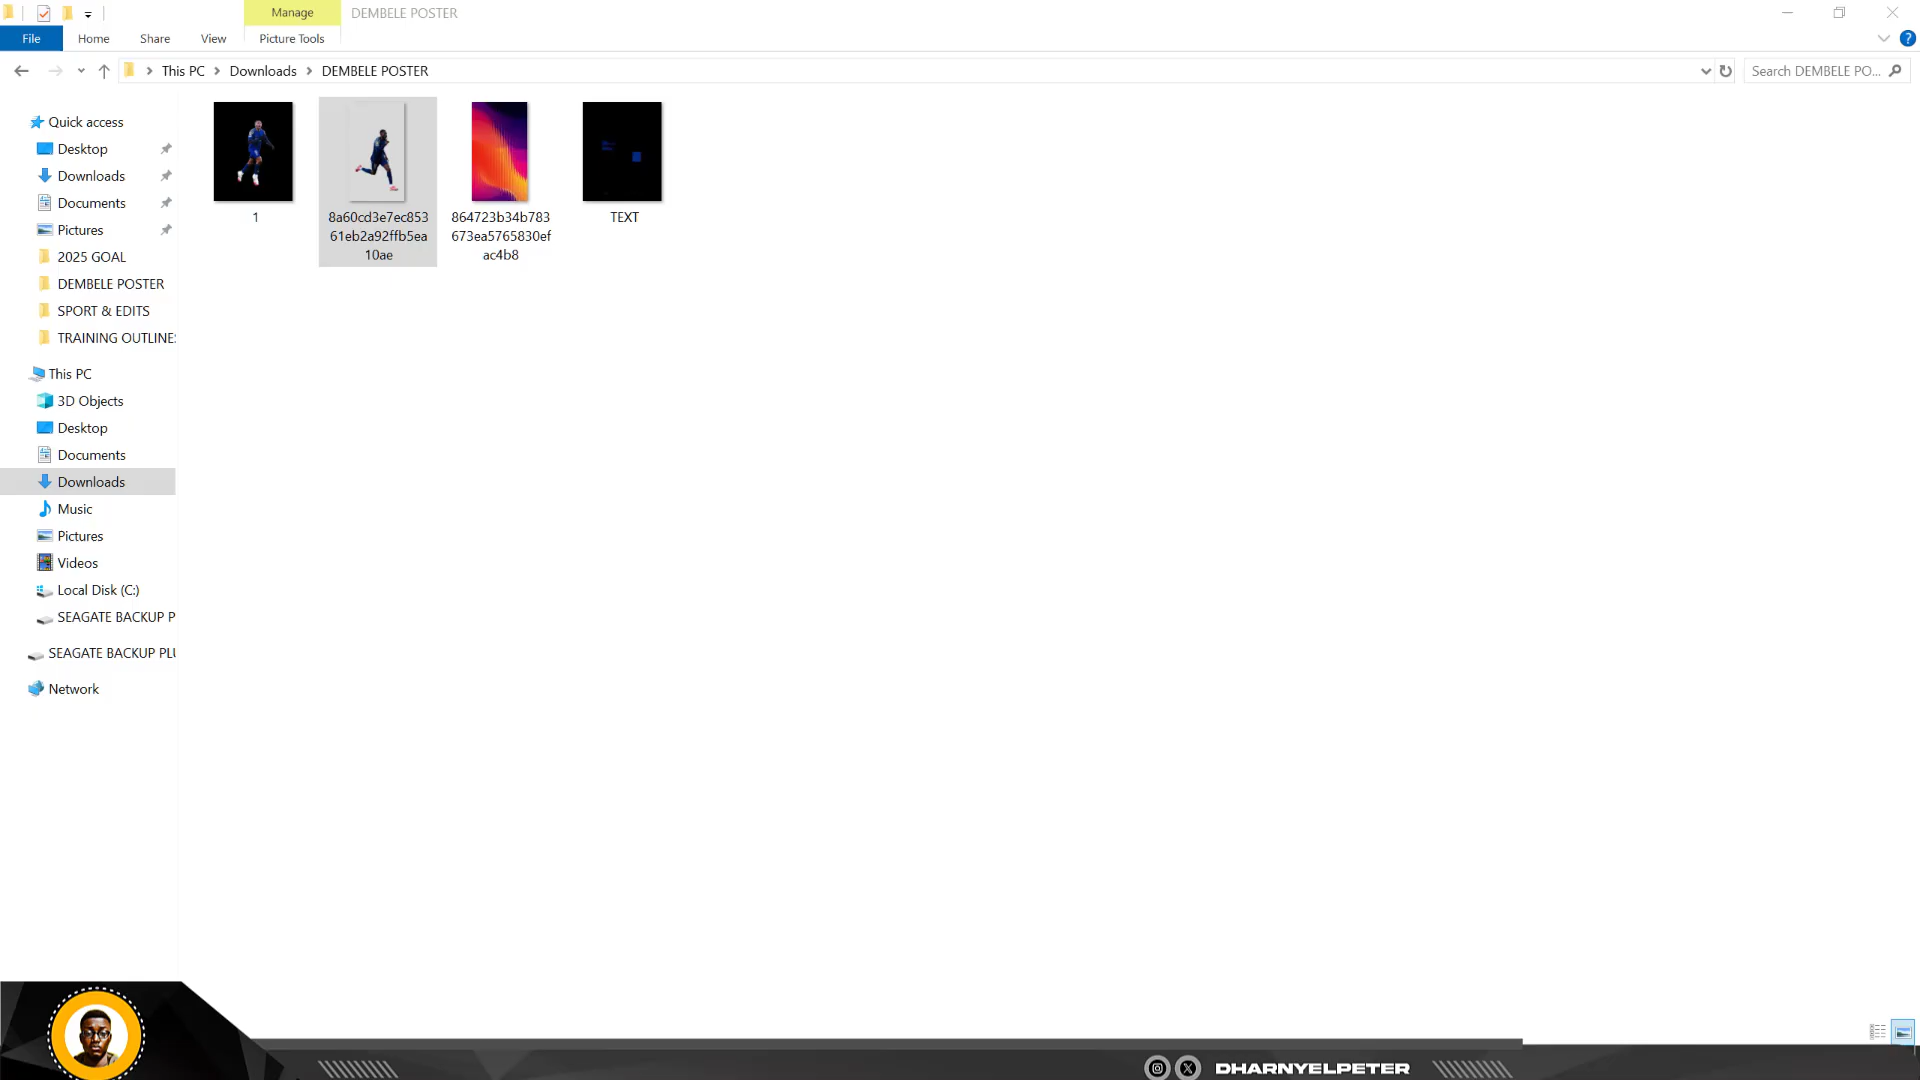 Manage
DEMBELE POSTER
File
Home
Share
View
Picture Tools
This PC
Downloads
DEMBELE POSTER
Search DEMBELE PO...
Quick access
Desktop
Downloads
Documents
Pictures
2025 GOAL
DEMBELE POSTER
SPORT & EDITS
TRAINING OUTLINE
This PC
3D Objects
Desktop
Documents
Downloads
Music
Pictures
Videos
Local Disk (C:)
SEAGATE BACKUP P
SEAGATE BACKUP PLU
Network
1
8a60cd3e7ec853
61eb2a92ffb5ea
10ae
864723b34b783
673ea5765830ef
ac4b8
TEXT
DHARNYELPETER